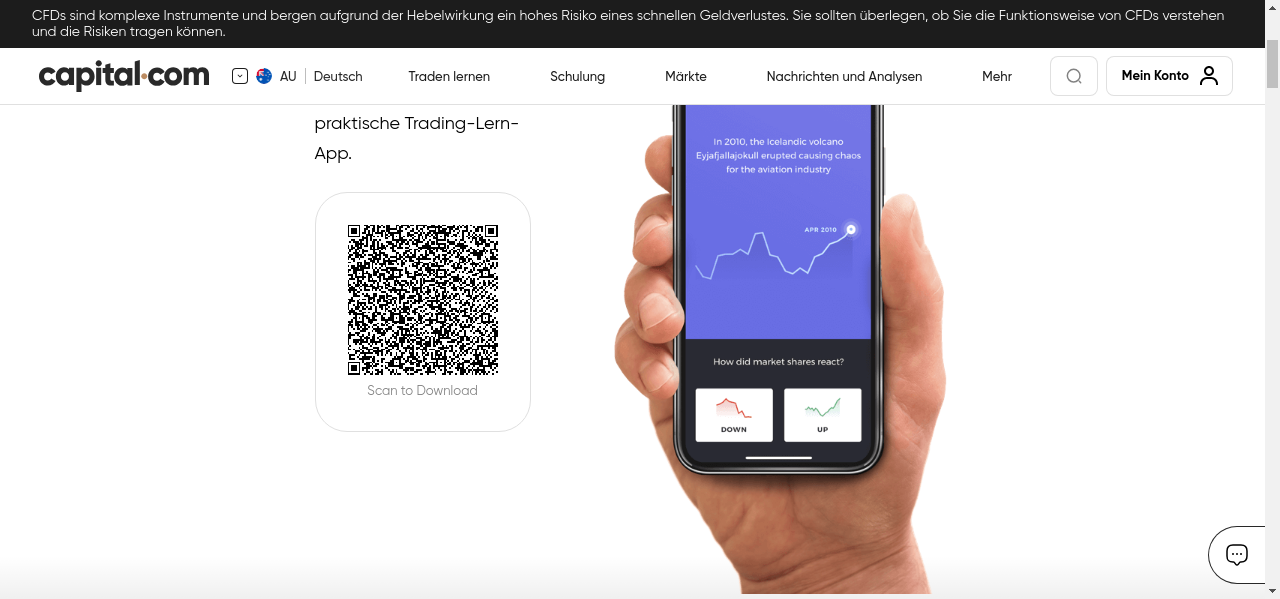 CFDs sind komplexe Instrumente und bergen aufgrund der Hebelwirkung ein hohes Risiko eines schnellen Geldverlustes. Sie sollten überlegen, ob Sie die Funktionsweise von CFDs verstehen
und die Risiken tragen können.
capital.com
AU
Deutsch
Traden lernen
Schulung
Märkte
Nachrichten und Analysen
Mehr
Mein Konto
praktische Trading-Lern-
App.
Scan to Download
In 2010, the Icelandic volcano
Eyjafjallajokull erupted causing chaos
for the aviation industry
APR 2010
How did market shares react?
DOWN
UP